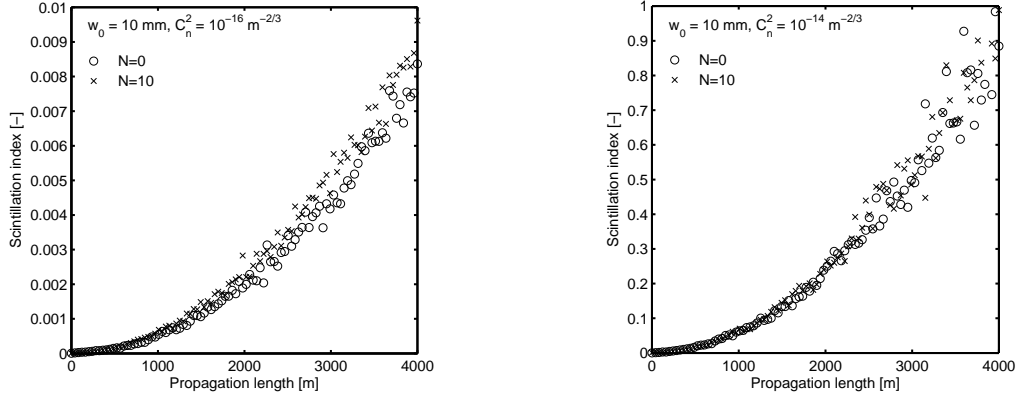 w₀ = 10 mm, Cₙ² = 10⁻¹⁶ m⁻²/³
N=0
N=10
0.01
0.009
0.008
0.007
0.006
0.005
0.004
0.003
0.002
0.001
0
Scintillation index [–]
0 1000 2000 3000 4000
Propagation length [m]
w₀ = 10 mm, Cₙ² = 10⁻¹⁴ m⁻²/³
N=0
N=10
1
0.9
0.8
0.7
0.6
0.5
0.4
0.3
0.2
0.1
0
Scintillation index [–]
0 1000 2000 3000 4000
Propagation length [m]